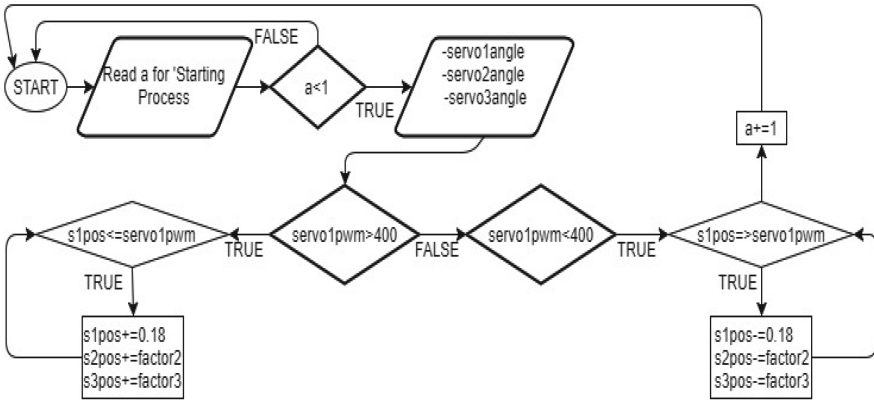 FALSE
START
Read a for 'Starting
Process
a<1
TRUE
-servo1angle
-servo2angle
-servo3angle
a+=1
s1pos<=servo1pwm
TRUE
servo1pwm>400
FALSE
servo1pwm<400
TRUE
s1pos=>servo1pwm
TRUE
TRUE
s1pos+=0.18
s2pos+=factor2
s3pos+=factor3
s1pos-=0.18
s2pos-=factor2
s3pos-=factor3